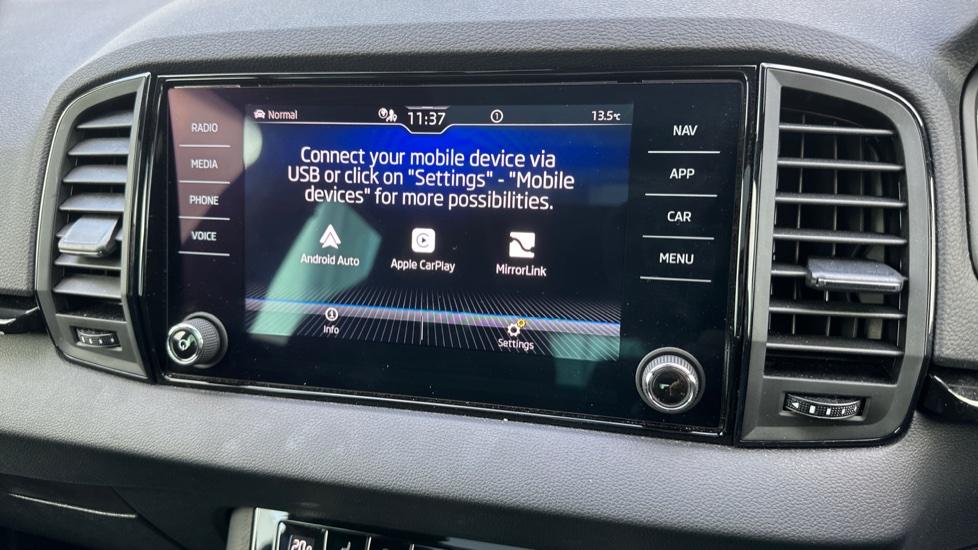 Normal 11:37 13.5°C
RADIO
MEDIA
PHONE
VOICE
Connect your mobile device via
USB or click on "Settings" - "Mobile
devices" for more possibilities.
Android Auto Apple CarPlay MirrorLink
Info Settings
NAV
APP
CAR
MENU